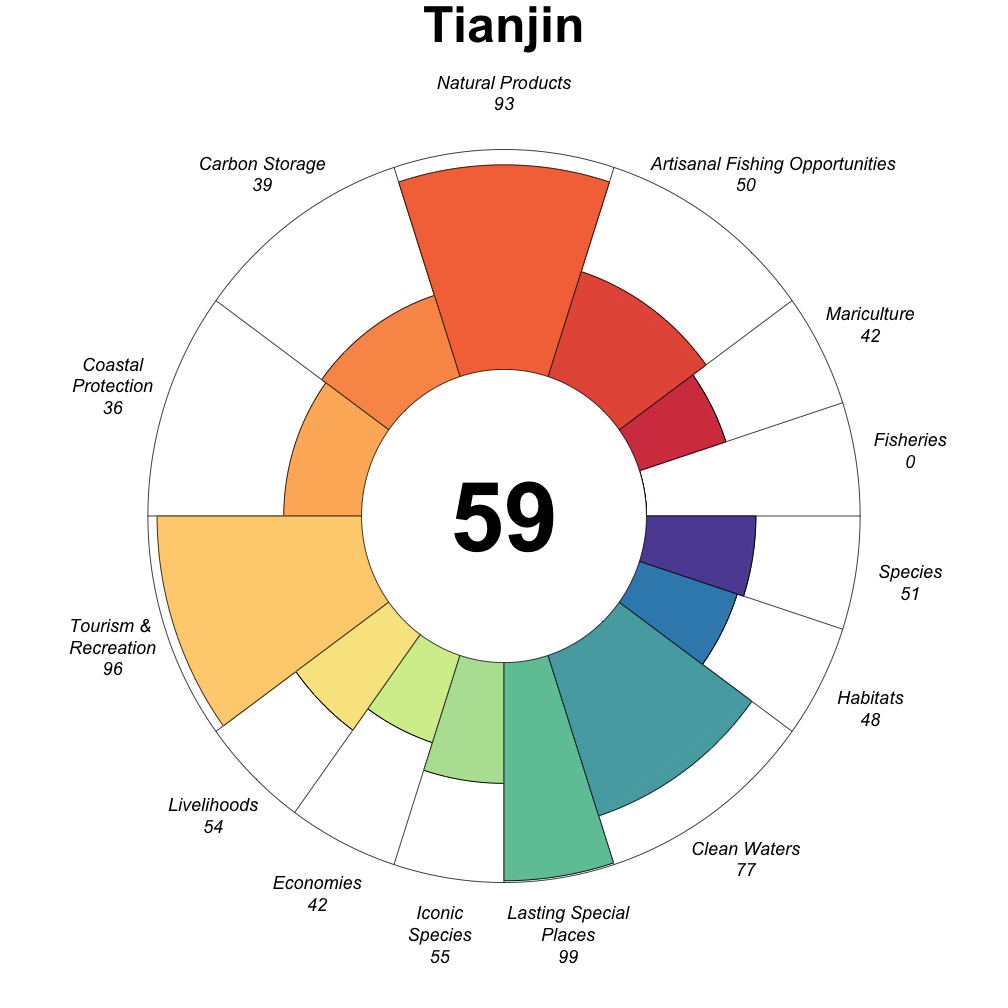 Tianjin
Natural Products
93
Carbon Storage
39
Artisanal Fishing Opportunities
50
Mariculture
42
Coastal
Protection
36
Fisheries
0
59
Species
51
Tourism &
Recreation
96
Habitats
48
Livelihoods
54
Clean Waters
77
Economies
42
Iconic
Species
55
Lasting Special
Places
99